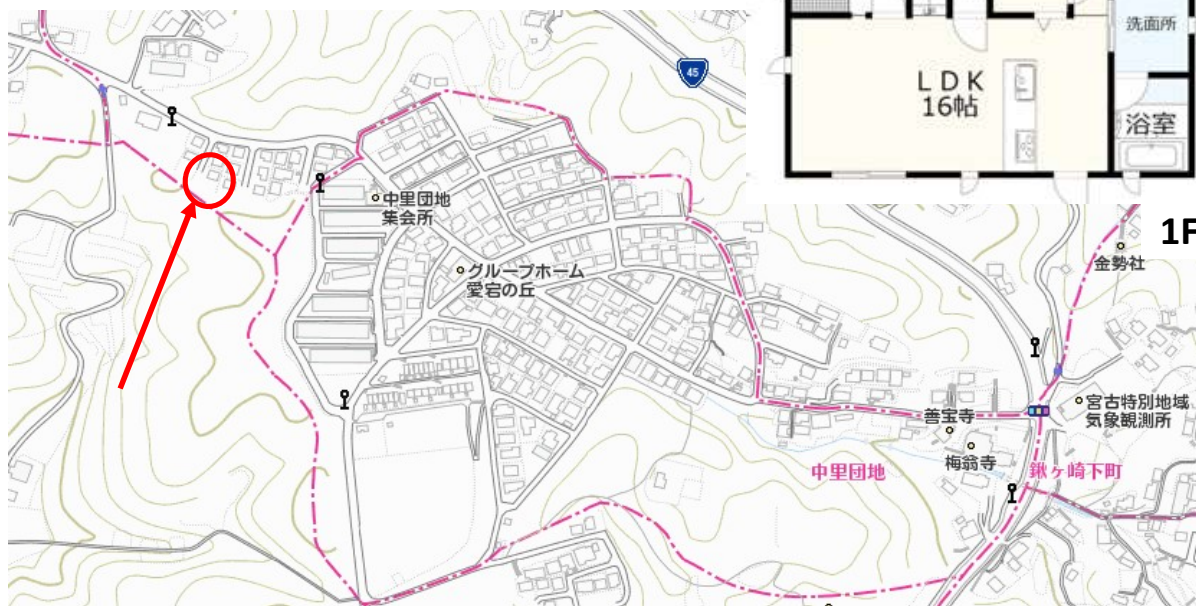 洗面所
LDK
16帖
浴室
1F
45
金勢社
中里団地
集会所
グループホーム
愛宕の丘
宮古特別地域
気象観測所
善宝寺
梅翁寺
中里団地
鍬ヶ崎下町